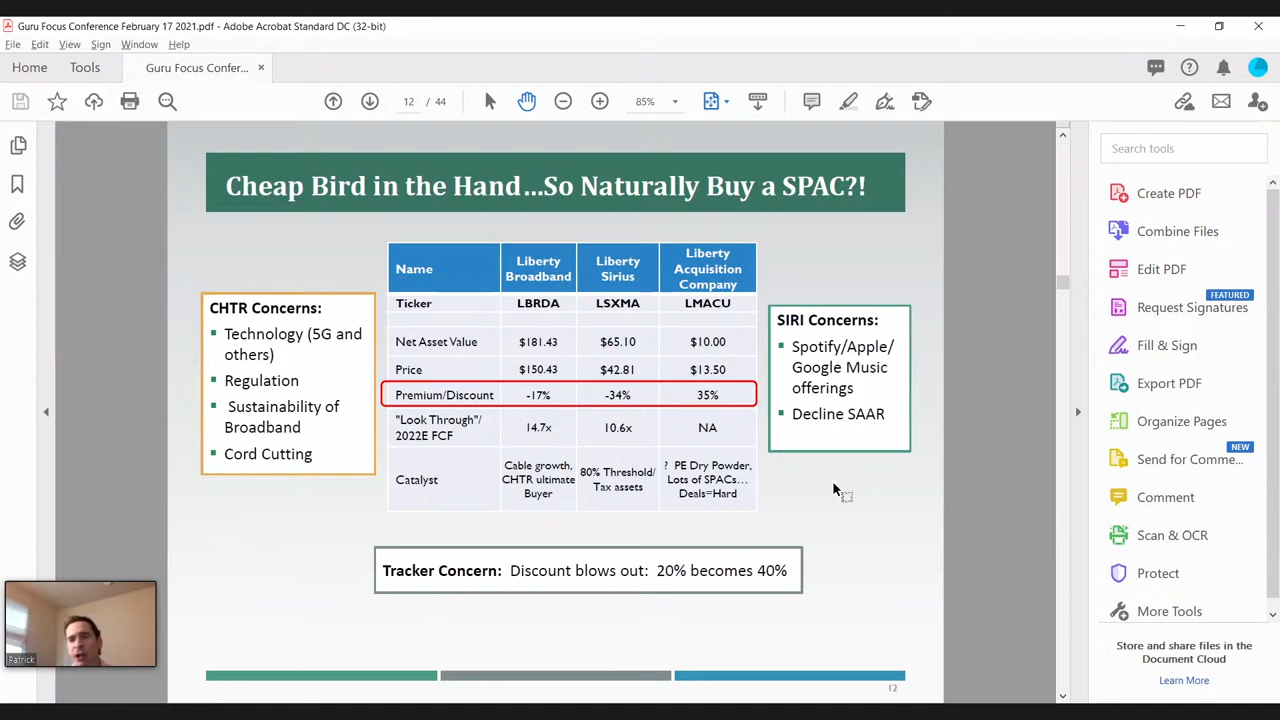 Guru Focus Conference February 17 2021.pdf - Adobe Acrobat Standard DC (32-bit)
File Edit View Sign Window Help
Home Tools Guru Focus Confer... ×
12 / 44 85%
Search tools
Create PDF
Combine Files
Edit PDF
FEATURED
Request Signatures
Fill & Sign
Export PDF
Organize Pages
NEW
Send for Comme...
Comment
Scan & OCR
Protect
More Tools
Store and share files in the
Document Cloud
Learn More
Cheap Bird in the Hand...So Naturally Buy a SPAC?!
CHTR Concerns:
Technology (5G and
others)
Regulation
Sustainability of
Broadband
Cord Cutting
Name Liberty Broadband Liberty Sirius Liberty Acquisition Company
Ticker LBRDA LSXMA LMACU
Net Asset Value $181.43 $65.10 $10.00
Price $150.43 $42.81 $13.50
Premium/Discount -17% -34% 35%
"Look Through"/ 2022E FCF 14.7x 10.6x NA
Catalyst Cable growth, CHTR ultimate Buyer 80% Threshold/ Tax assets ? PE Dry Powder, Lots of SPACs... Deals=Hard
SIRI Concerns:
Spotify/Apple/
Google Music
offerings
Decline SAAR
Tracker Concern: Discount blows out: 20% becomes 40%
12
Patrick